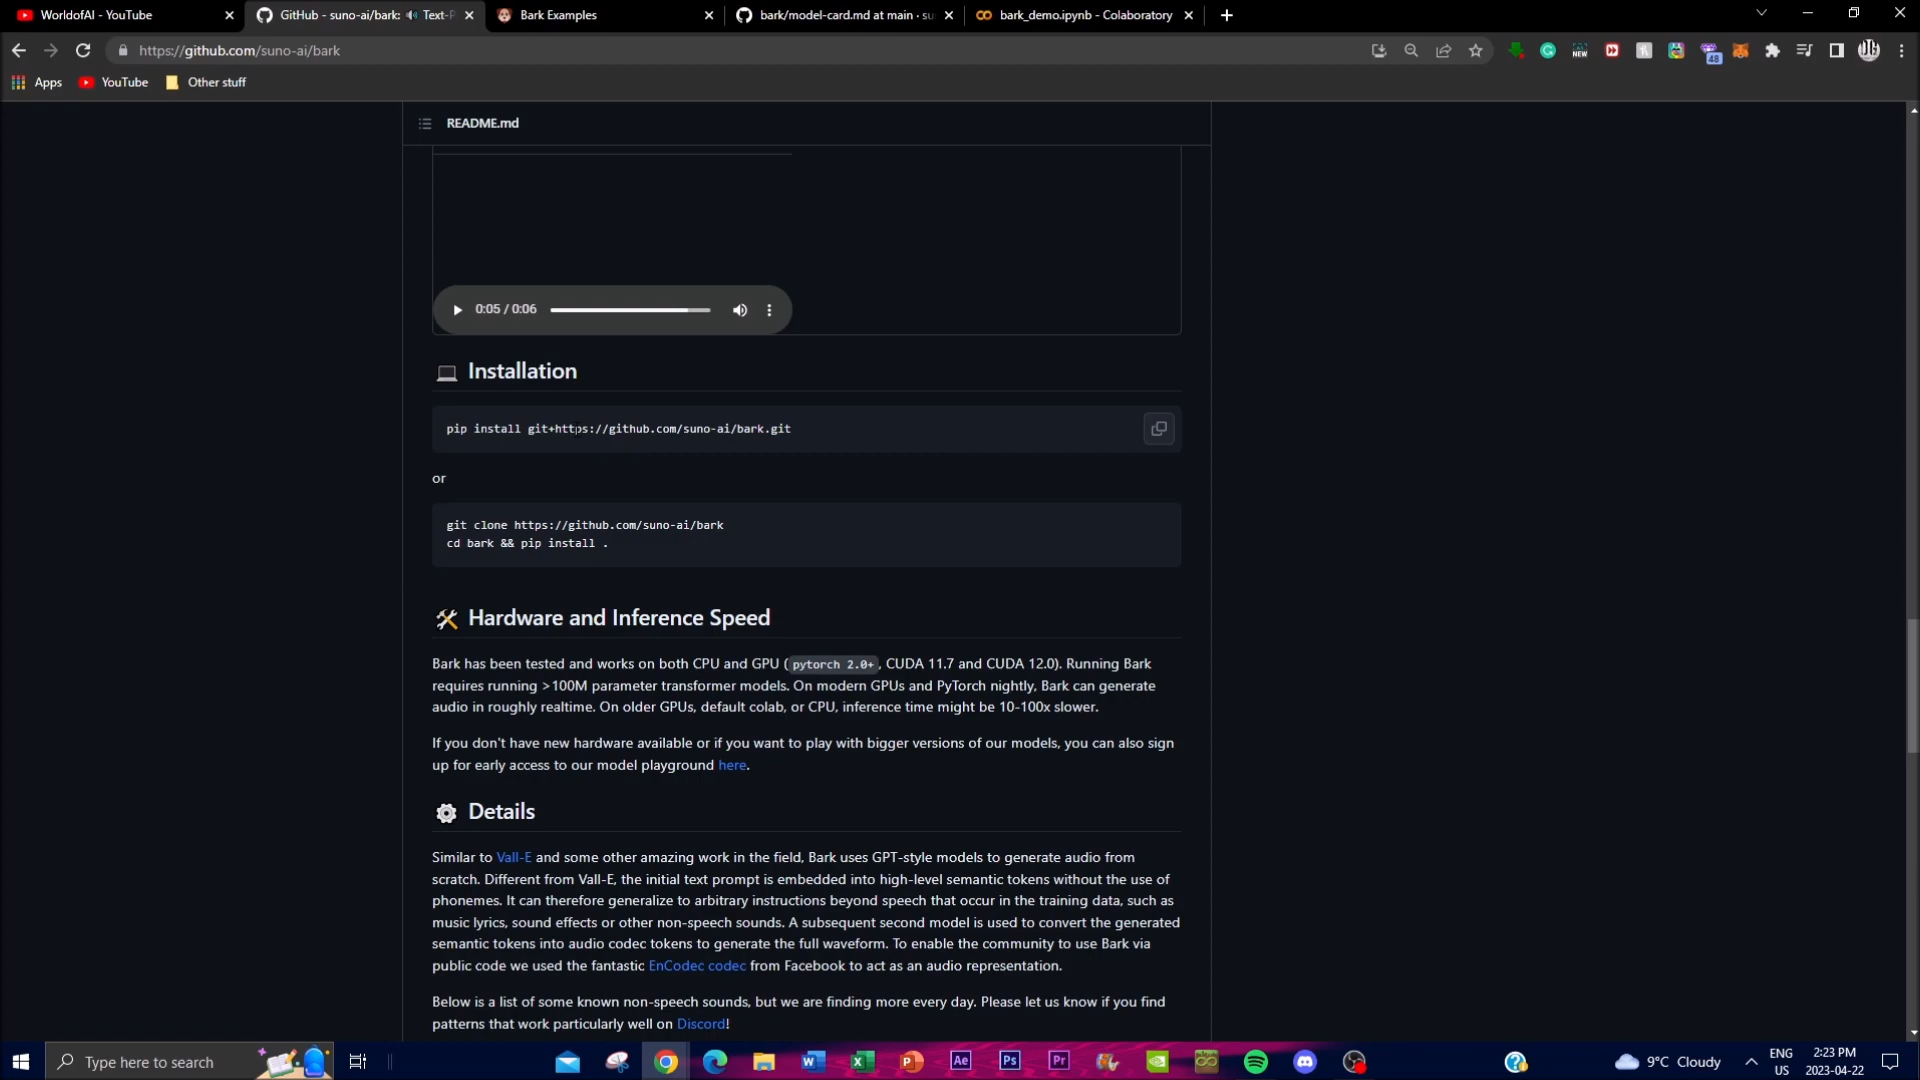 WorldofAI - YouTube
GitHub - suno-ai/bark: 🔊 Text-P
Bark Examples
bark/model-card.md at main · su
bark_demo.ipynb - Colaboratory
https://github.com/suno-ai/bark
NEW
48
Apps
YouTube
Other stuff
README.md
0:05 / 0:06
Installation
pip install git+https://github.com/suno-ai/bark.git
or
git clone https://github.com/suno-ai/bark
cd bark && pip install .
Hardware and Inference Speed
Bark has been tested and works on both CPU and GPU ( pytorch 2.0+ , CUDA 11.7 and CUDA 12.0). Running Bark
requires running >100M parameter transformer models. On modern GPUs and PyTorch nightly, Bark can generate
audio in roughly realtime. On older GPUs, default colab, or CPU, inference time might be 10-100x slower.
If you don't have new hardware available or if you want to play with bigger versions of our models, you can also sign
up for early access to our model playground here.
Details
Similar to Vall-E and some other amazing work in the field, Bark uses GPT-style models to generate audio from
scratch. Different from Vall-E, the initial text prompt is embedded into high-level semantic tokens without the use of
phonemes. It can therefore generalize to arbitrary instructions beyond speech that occur in the training data, such as
music lyrics, sound effects or other non-speech sounds. A subsequent second model is used to convert the generated
semantic tokens into audio codec tokens to generate the full waveform. To enable the community to use Bark via
public code we used the fantastic EnCodec codec from Facebook to act as an audio representation.
Below is a list of some known non-speech sounds, but we are finding more every day. Please let us know if you find
patterns that work particularly well on Discord!
Type here to search
Ae
Ps
Pr
9°C Cloudy
ENG
US
2:23 PM
2023-04-22